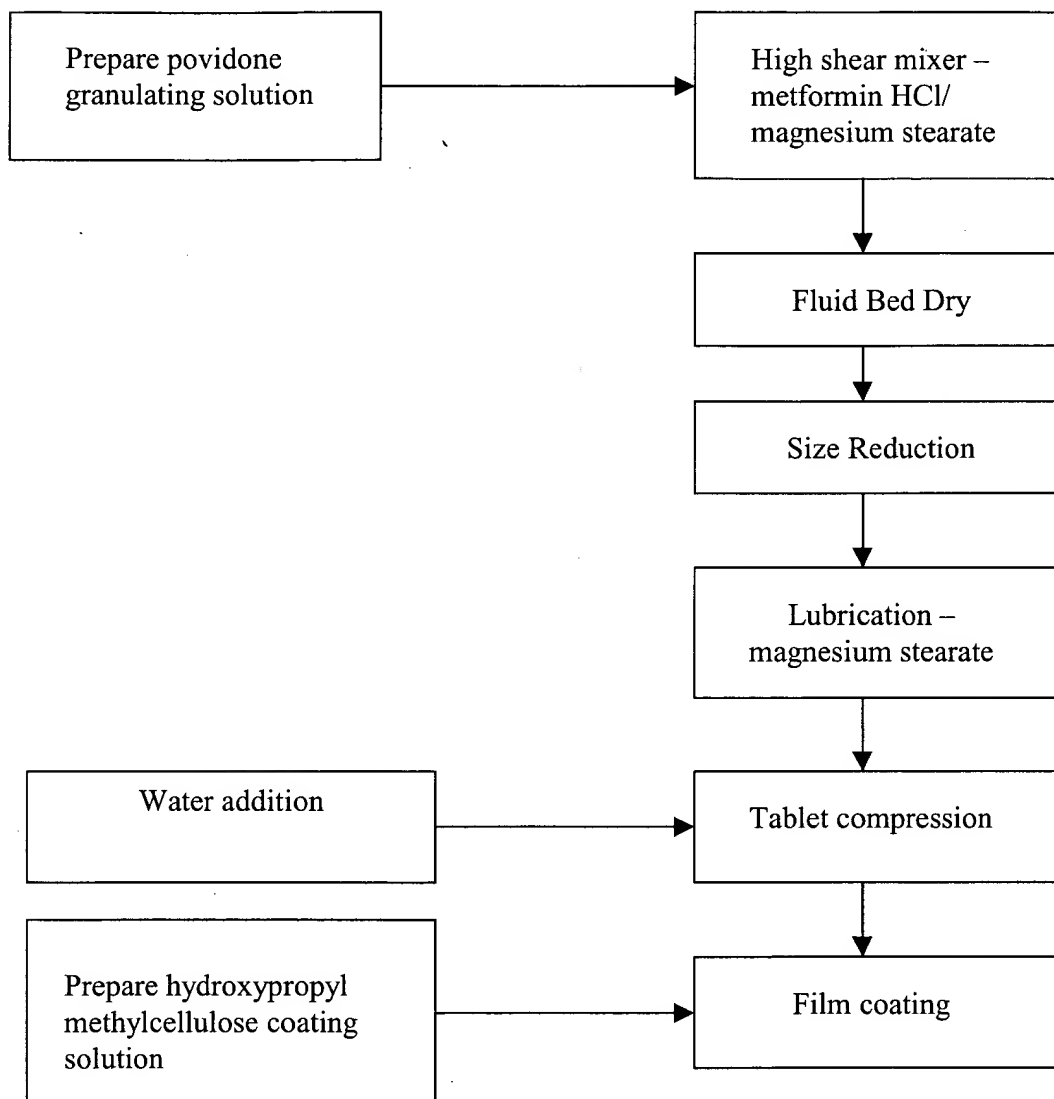 Prepare povidone
granulating solution
High shear mixer –
metformin HCl/
magnesium stearate
Fluid Bed Dry
Size Reduction
Lubrication –
magnesium stearate
Water addition
Tablet compression
Prepare hydroxypropyl
methylcellulose coating
solution
Film coating